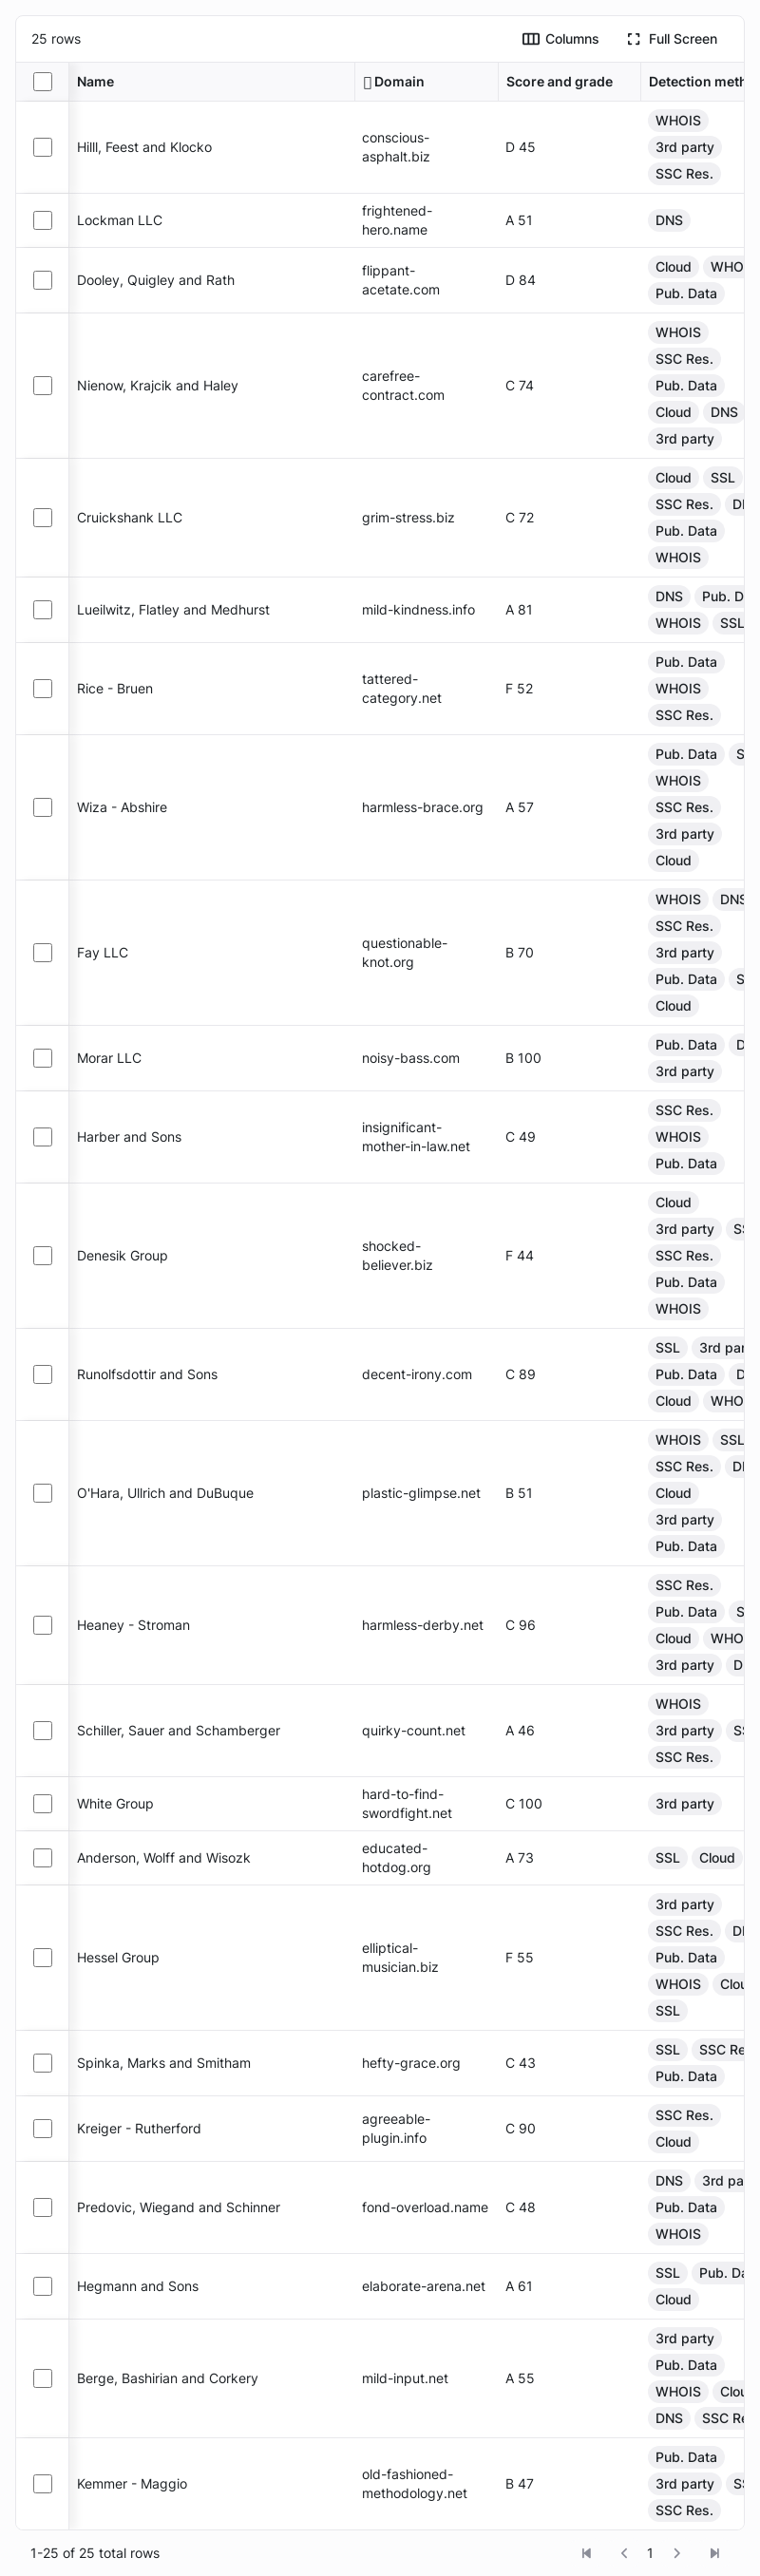 25 rows Columns Full Screen
Name Domain Score and grade Detection meth
WHOIS
Hilll, Feest and Klocko conscious-asphalt.biz D 45 3rd party
SSC Res.
Lockman LLC frightened-hero.name A 51 DNS
Dooley, Quigley and Rath flippant-acetate.com D 84 Cloud WHO
Pub. Data
WHOIS
SSC Res.
Nienow, Krajcik and Haley carefree-contract.com C 74 Pub. Data
Cloud DNS
3rd party
Cloud SSL
Cruickshank LLC grim-stress.biz C 72 SSC Res.
Pub. Data
WHOIS
Lueilwitz, Flatley and Medhurst mild-kindness.info A 81 DNS Pub. D
WHOIS SSL
Pub. Data
Rice - Bruen tattered-category.net F 52 WHOIS
SSC Res.
Pub. Data
WHOIS
Wiza - Abshire harmless-brace.org A 57 SSC Res.
3rd party
Cloud
WHOIS DNS
SSC Res.
Fay LLC questionable-knot.org B 70 3rd party
Pub. Data
Cloud
Morar LLC noisy-bass.com B 100 Pub. Data
3rd party
SSC Res.
Harber and Sons insignificant-mother-in-law.net C 49 WHOIS
Pub. Data
Cloud
3rd party
Denesik Group shocked-believer.biz F 44 SSC Res.
Pub. Data
WHOIS
SSL 3rd par
Runolfsdottir and Sons decent-irony.com C 89 Pub. Data
Cloud WHO
WHOIS SSL
SSC Res.
O'Hara, Ullrich and DuBuque plastic-glimpse.net B 51 Cloud
3rd party
Pub. Data
SSC Res.
Heaney - Stroman harmless-derby.net C 96 Pub. Data
Cloud WHO
3rd party
WHOIS
Schiller, Sauer and Schamberger quirky-count.net A 46 3rd party
SSC Res.
White Group hard-to-find-swordfight.net C 100 3rd party
Anderson, Wolff and Wisozk educated-hotdog.org A 73 SSL Cloud
3rd party
SSC Res.
Hessel Group elliptical-musician.biz F 55 Pub. Data
WHOIS Clou
SSL
Spinka, Marks and Smitham hefty-grace.org C 43 SSL SSC Re
Pub. Data
Kreiger - Rutherford agreeable-plugin.info C 90 SSC Res.
Cloud
DNS 3rd pa
Predovic, Wiegand and Schinner fond-overload.name C 48 Pub. Data
WHOIS
Hegmann and Sons elaborate-arena.net A 61 SSL Pub. Da
Cloud
3rd party
Berge, Bashirian and Corkery mild-input.net A 55 Pub. Data
WHOIS Clou
DNS SSC Re
Pub. Data
Kemmer - Maggio old-fashioned-methodology.net B 47 3rd party
SSC Res.
1-25 of 25 total rows 1